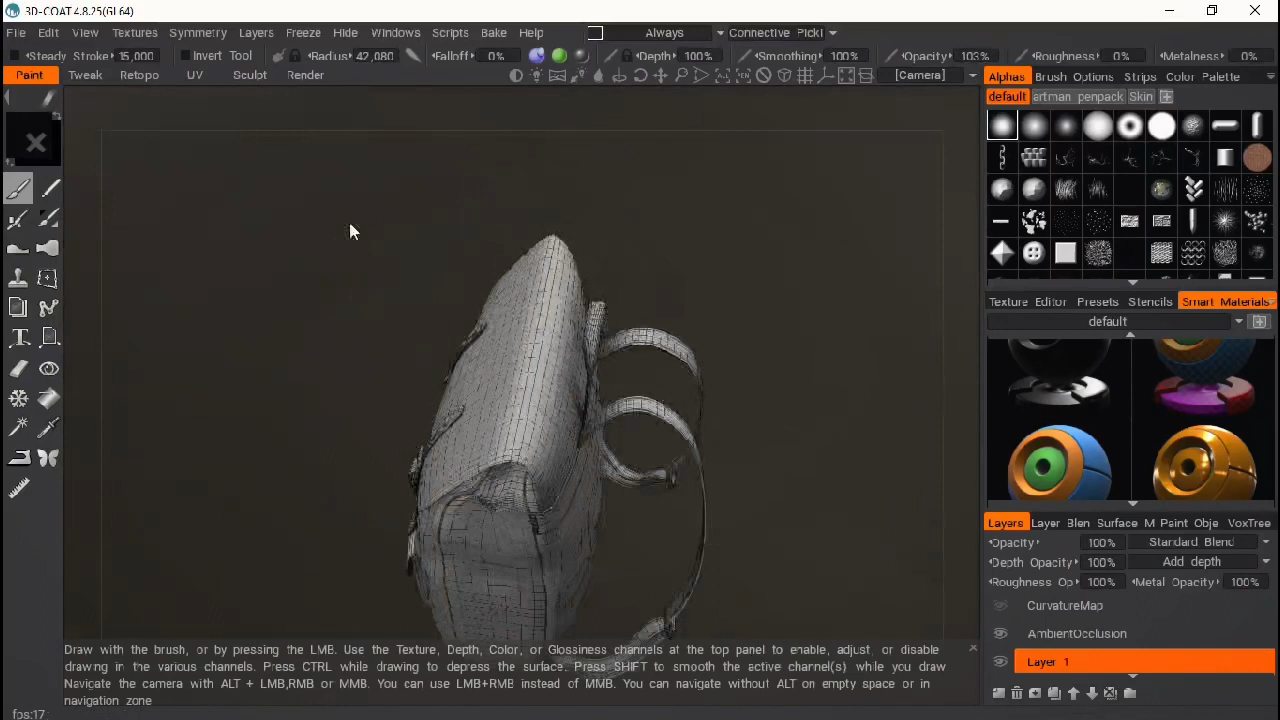 3D-COAT 4.8.25(GL64)
File Edit View Textures Symmetry Layers Freeze Hide Windows Scripts Bake Help Always Connective Picki
Steady Stroke 15,000 Invert Tool Radius 42,080 Falloff 0% Depth 100% Smoothing 100% Opacity 103% Roughness 0% Metalness 0%
Paint Tweak Retopo UV Sculpt Render [Camera]
Alphas Brush Options Strips Color Palette
default artman penpack Skin
Texture Editor Presets Stencils Smart Materials
default
Layers Layer Blen Surface M Paint Obje VoxTree
Opacity 100% Standard Blend
Depth Opacity 100% Add depth
Roughness Op 100% Metal Opacity 100%
CurvatureMap
AmbientOcclusion
Layer 1
Draw with the brush, or by pressing the LMB. Use the Texture, Depth, Color, or Glossiness channels at the top panel to enable, adjust, or disable
drawing in the various channels. Press CTRL while drawing to depress the surface. Press SHIFT to smooth the active channel(s) while you draw
Navigate the camera with ALT + LMB,RMB or MMB. You can use LMB+RMB instead of MMB. You can navigate without ALT on empty space or in
navigation zone
fps:17